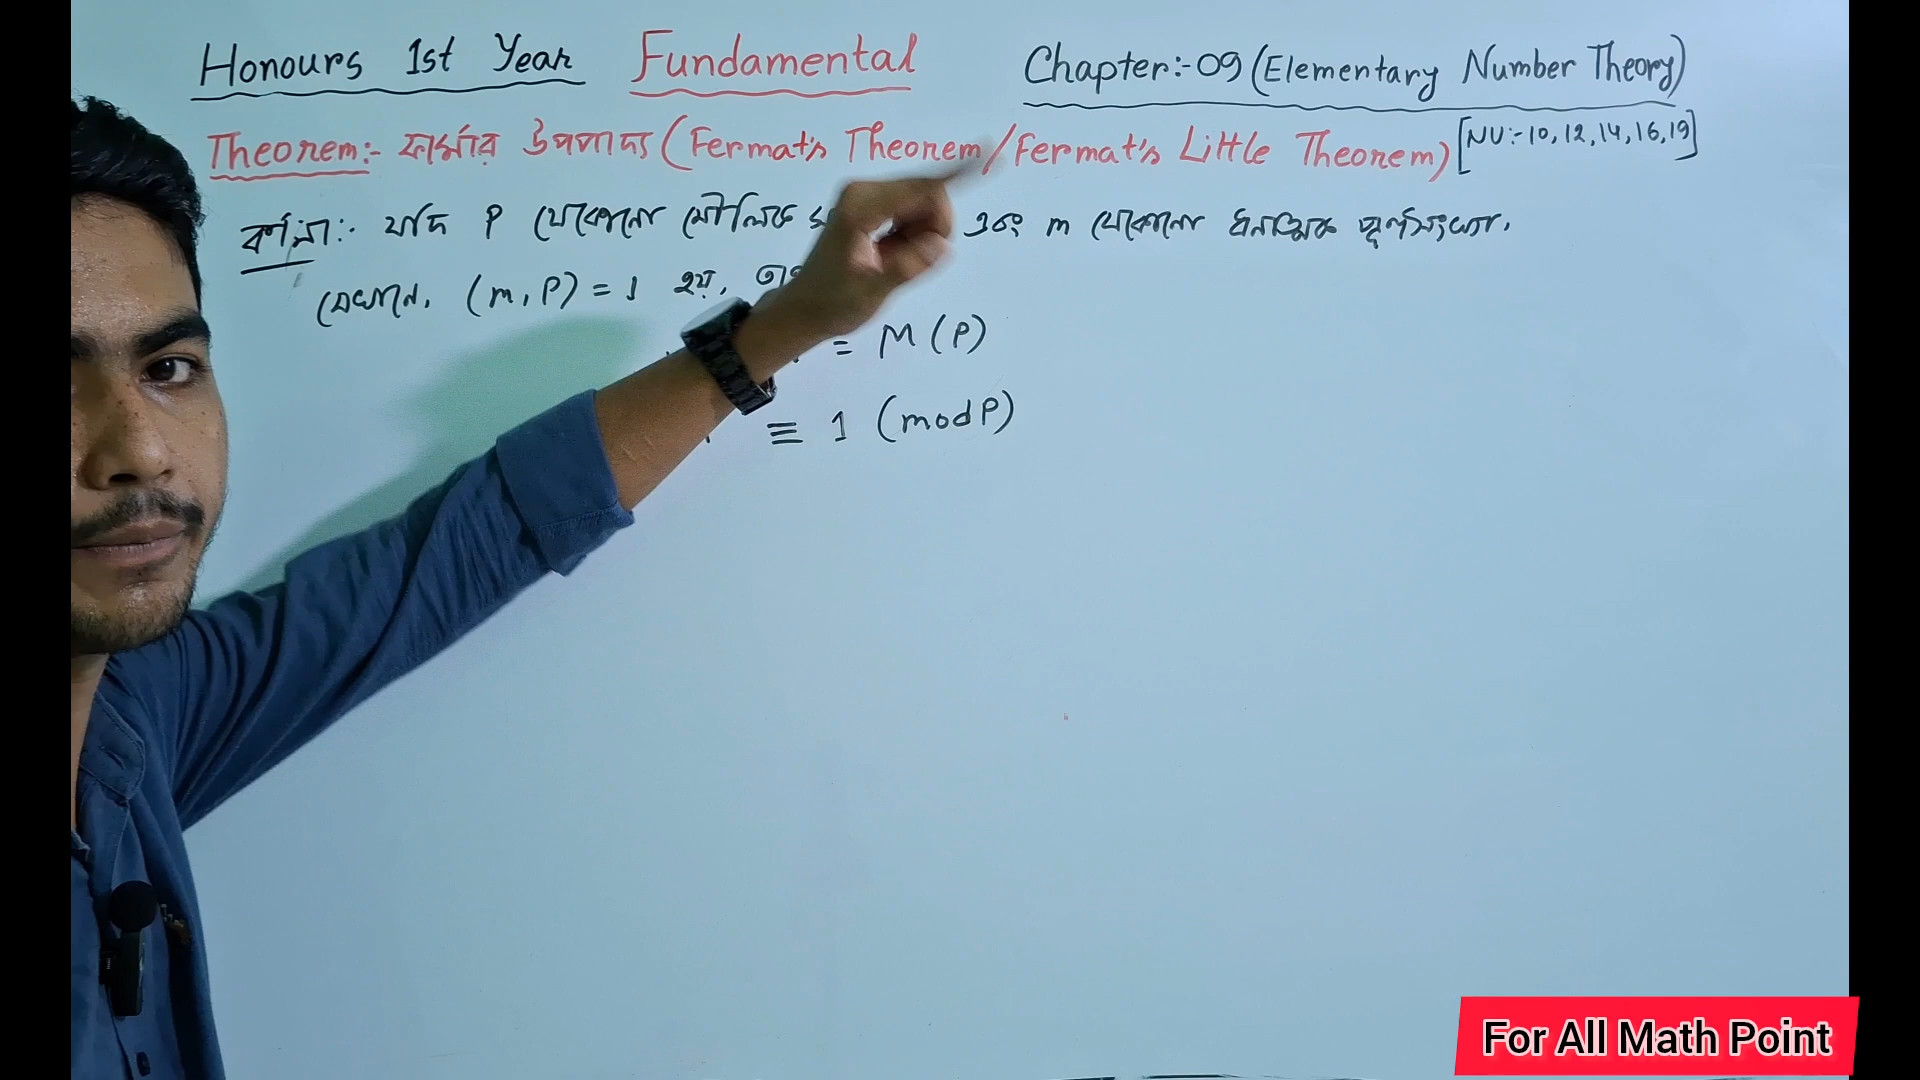 Honours 1st Year Fundamental Chapter:-09 (Elementary Number Theory)
Theorem:- ফার্মার উপপাদ্য (Fermat's Theorem/Fermat's Little Theorem) [NU:-10, 12, 14, 16, 19]
বর্ণনা:- যদি P যেকোনো মৌলিক এবং m যেকোনো ধনাত্মক পূর্ণসংখ্যা,
যেখানে, (m, P) = 1 হয়,
= M(P)
≡ 1 (mod P)
For All Math Point